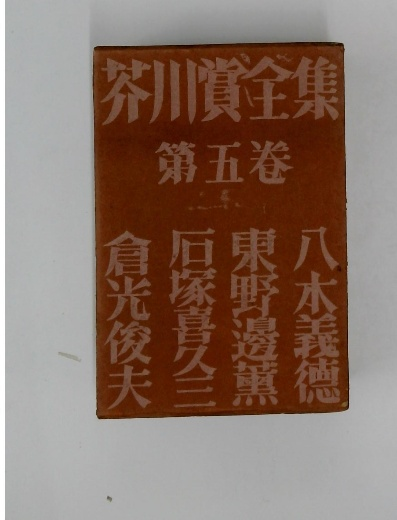 芥川賞全集
第五巻
八木義德
東野邊薫
石塚喜久三
倉光俊夫